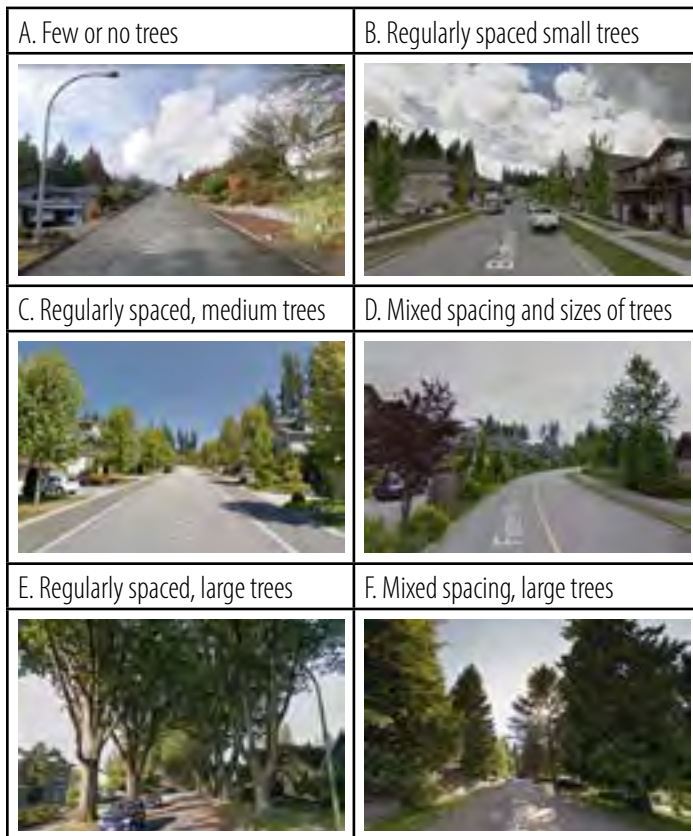 A. Few or no trees
B. Regularly spaced small trees
C. Regularly spaced, medium trees
D. Mixed spacing and sizes of trees
E. Regularly spaced, large trees
F. Mixed spacing, large trees